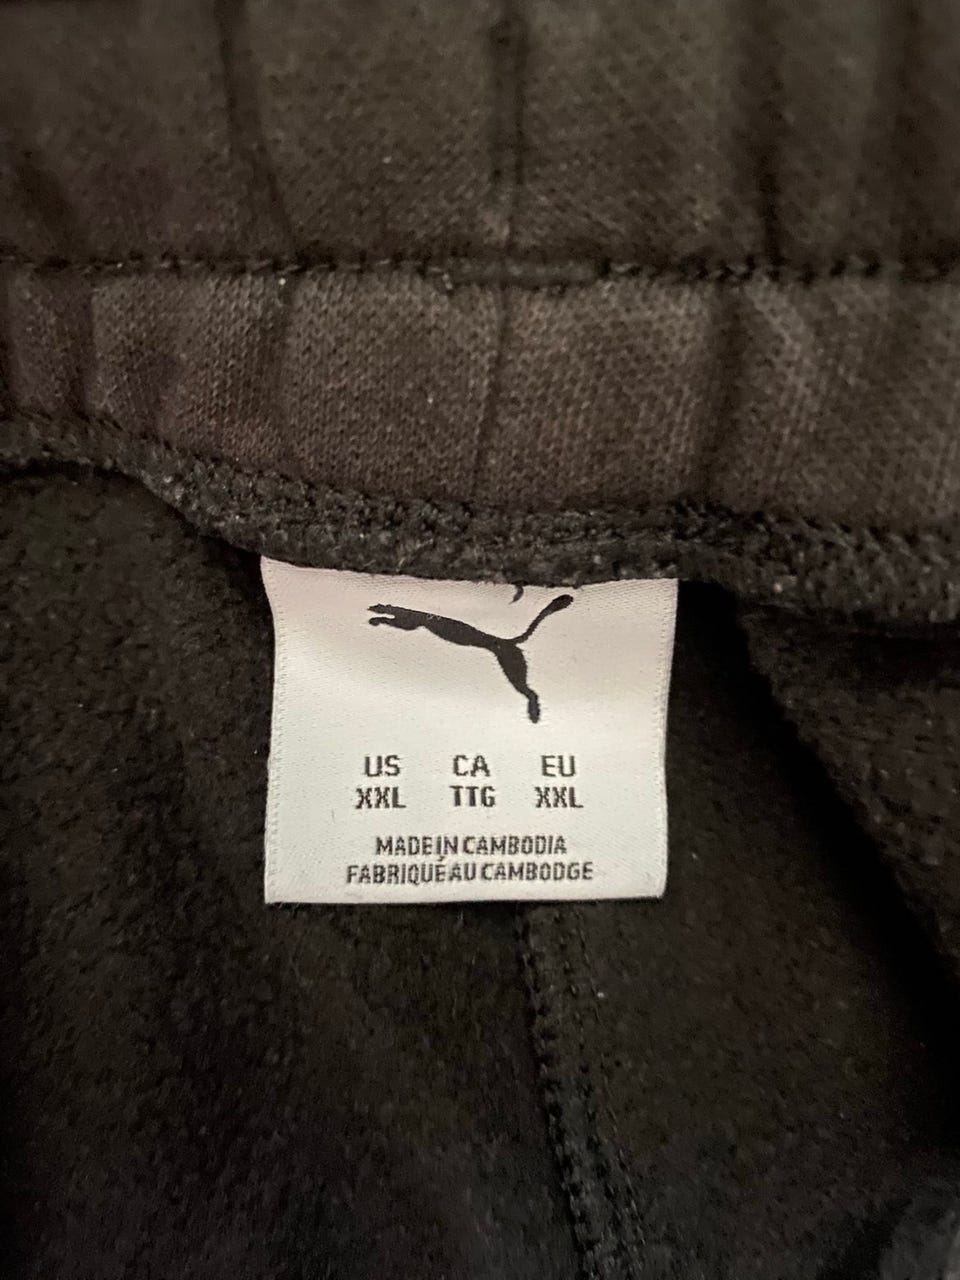 US CA EU
XXL TTG XXL
MADE IN CAMBODIA
FABRIQUÉ AU CAMBODGE